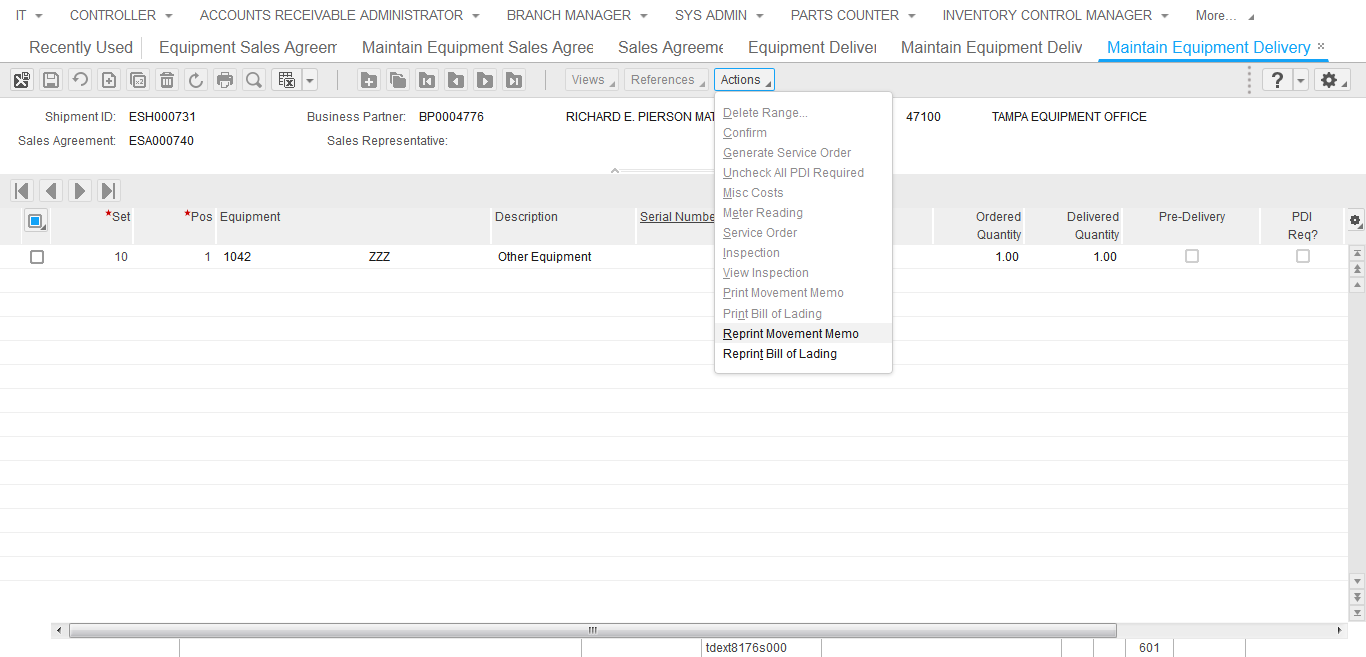 IT CONTROLLER ACCOUNTS RECEIVABLE ADMINISTRATOR BRANCH MANAGER SYS ADMIN PARTS COUNTER INVENTORY CONTROL MANAGER More...
Recently Used Equipment Sales Agreem Maintain Equipment Sales Agree Sales Agreeme Equipment Deliver Maintain Equipment Deliv Maintain Equipment Delivery ×
Views References Actions ?
Shipment ID: ESH000731 Business Partner: BP0004776 RICHARD E. PIERSON MAT 47100 TAMPA EQUIPMENT OFFICE
Sales Agreement: ESA000740 Sales Representative:
Delete Range...
Confirm
Generate Service Order
Uncheck All PDI Required
Misc Costs
Meter Reading
Service Order
Inspection
View Inspection
Print Movement Memo
Print Bill of Lading
Reprint Movement Memo
Reprint Bill of Lading
*Set *Pos Equipment Description Serial Numbe Ordered Quantity Delivered Quantity Pre-Delivery PDI Req?
10 1 1042 ZZZ Other Equipment 1.00 1.00
tdext8176s000 601